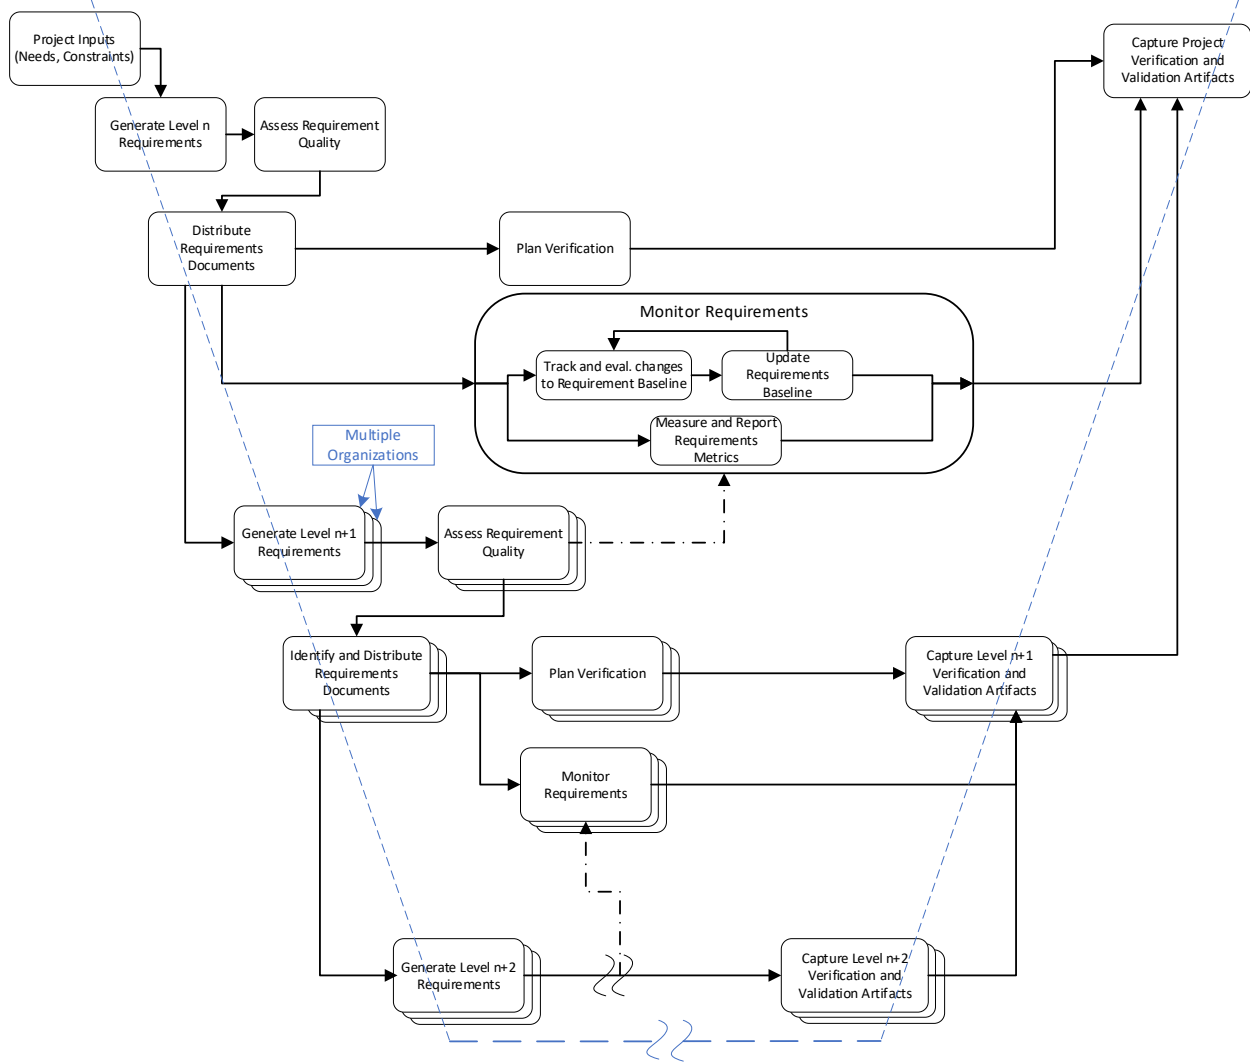 Project Inputs
(Needs, Constraints)
Capture Project
Verification and
Validation Artifacts
Generate Level n
Requirements
Assess Requirement
Quality
Distribute
Requirements
Documents
Plan Verification
Monitor Requirements
Track and eval. changes
to Requirement Baseline
Update
Requirements
Baseline
Measure and Report
Requirements
Metrics
Multiple
Organizations
Generate Level n+1
Requirements
Assess Requirement
Quality
Identify and Distribute
Requirements
Documents
Plan Verification
Capture Level n+1
Verification and
Validation Artifacts
Monitor
Requirements
Generate Level n+2
Requirements
Capture Level n+2
Verification and
Validation Artifacts